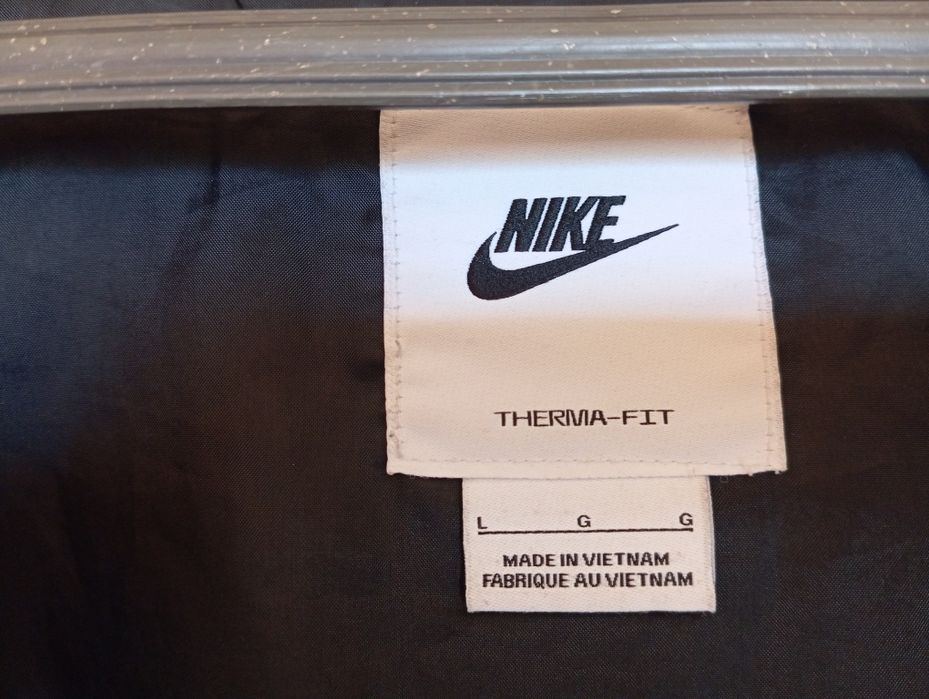 NIKE
THERMA-FIT
L G G
MADE IN VIETNAM
FABRIQUE AU VIETNAM